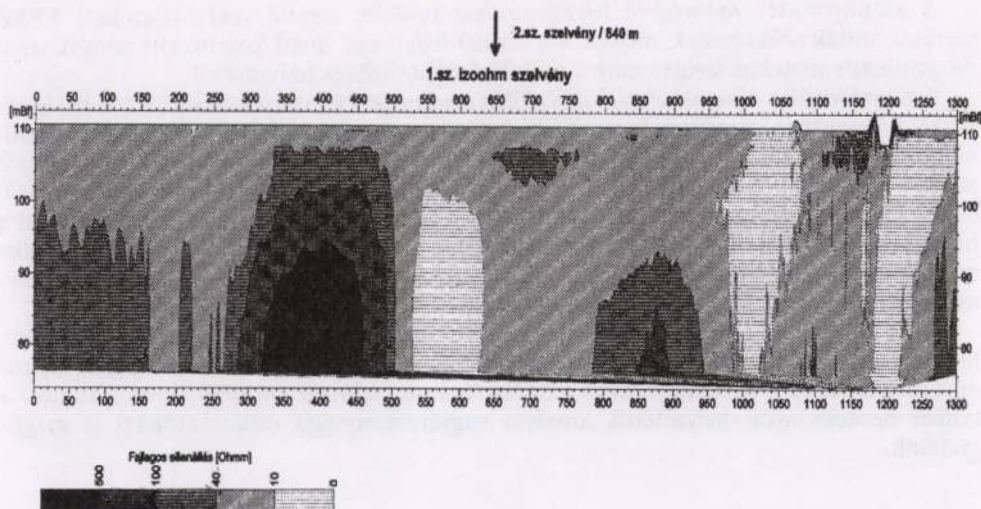 2.sz. szelvény / 840 m
1.sz. Izoohm szelvény
0 50 100 150 200 250 300 350 400 450 500 550 600 650 700 750 800 850 900 950 1000 1050 1100 1150 1200 1250 1300
[mBf] [mBf]
110 110
100 100
90 90
80 80
0 50 100 150 200 250 300 350 400 450 500 550 600 650 700 750 800 850 900 950 1000 1050 1100 1150 1200 1250 1300
Fajlagos ellenállás [Ohmm]
500 100 40 10 0